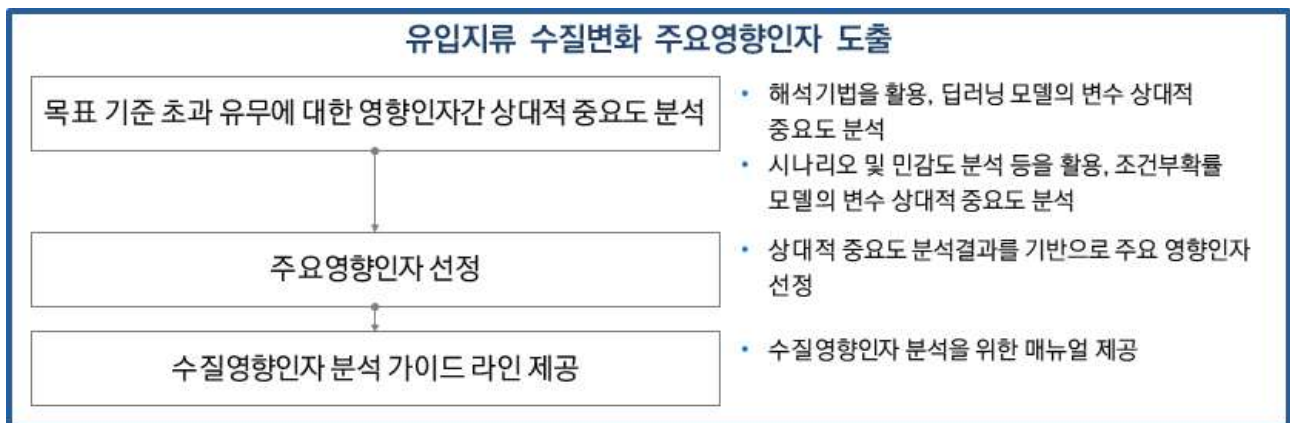 유입지류 수질변화 주요영향인자 도출
목표 기준 초과 유무에 대한 영향인자간 상대적 중요도 분석
• 해석기법을 활용, 딥러닝 모델의 변수 상대적
중요도 분석
• 시나리오 및 민감도 분석 등을 활용, 조건부확률
모델의 변수 상대적 중요도 분석
주요영향인자 선정
• 상대적 중요도 분석결과를 기반으로 주요 영향인자
선정
수질영향인자 분석 가이드 라인 제공
• 수질영향인자 분석을 위한 매뉴얼 제공